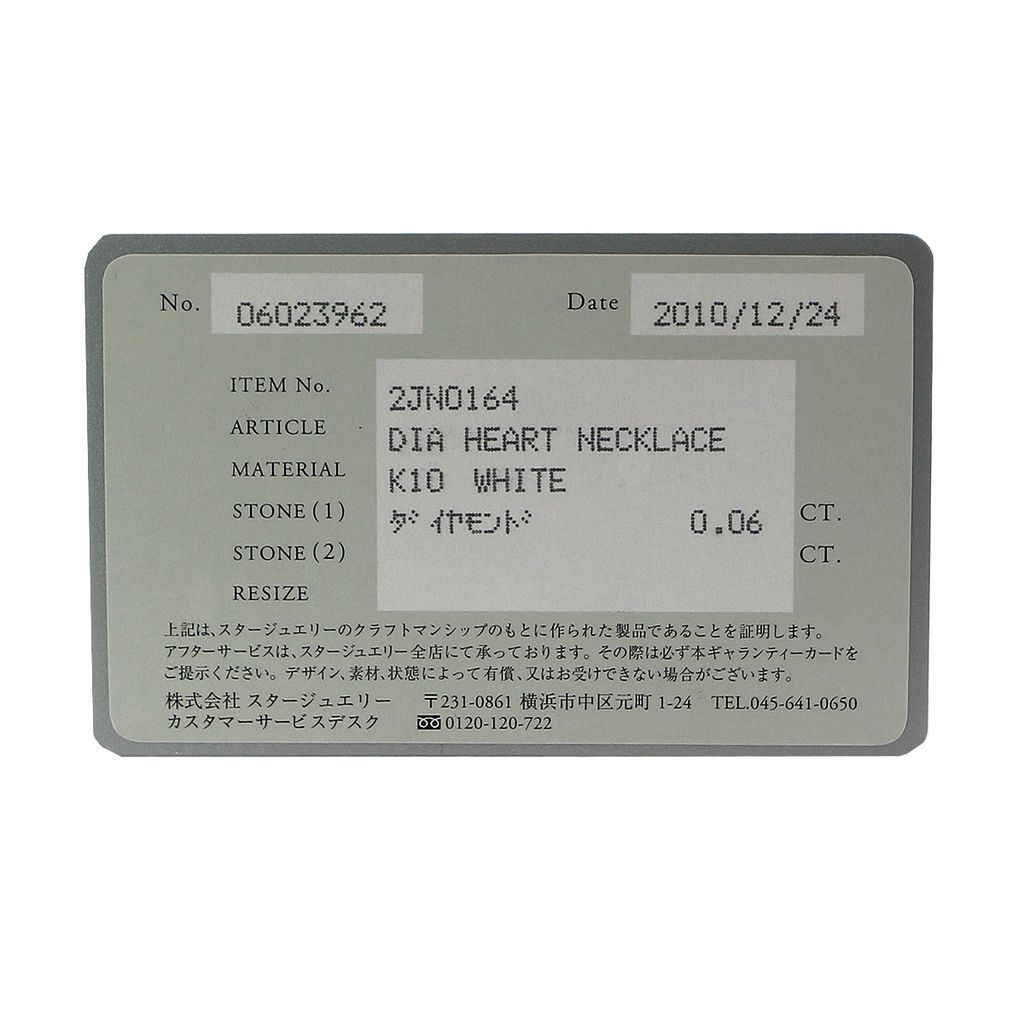 No. 06023962 Date 2010/12/24
ITEM No. 2JN0164
ARTICLE DIA HEART NECKLACE
MATERIAL K10 WHITE
STONE (1) ﾀﾞｲﾔﾓﾝﾄﾞ 0.06 CT.
STONE (2) CT.
RESIZE
上記は、スタージュエリーのクラフトマンシップのもとに作られた製品であることを証明します。
アフターサービスは、スタージュエリー全店にて承っております。その際は必ず本ギャランティーカードを
ご提示ください。デザイン、素材、状態によって有償、又はお受けできない場合がございます。
株式会社 スタージュエリー 〒231-0861 横浜市中区元町 1-24 TEL.045-641-0650
カスタマーサービスデスク 0120-120-722